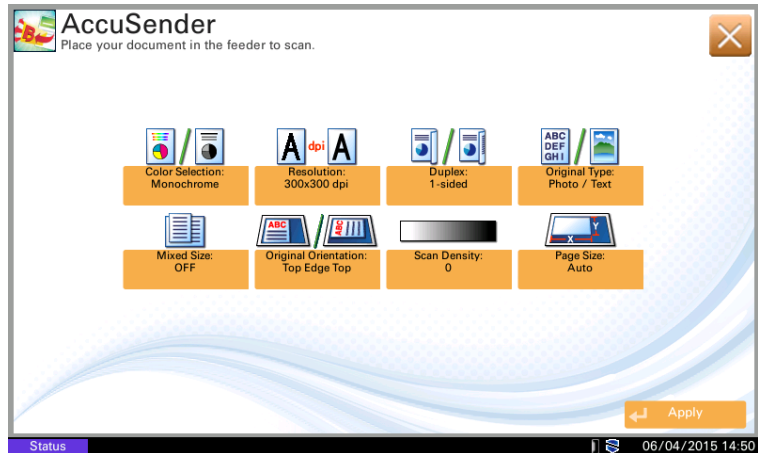 AccuSender
Place your document in the feeder to scan.
ABC
DEF
GHI
A dpi A
Color Selection:
Monochrome
Resolution:
300x300 dpi
Duplex:
1-sided
Original Type:
Photo / Text
ABC
ABC
X
Y
Mixed Size:
OFF
Original Orientation:
Top Edge Top
Scan Density:
0
Page Size:
Auto
Apply
Status
06/04/2015 14:50